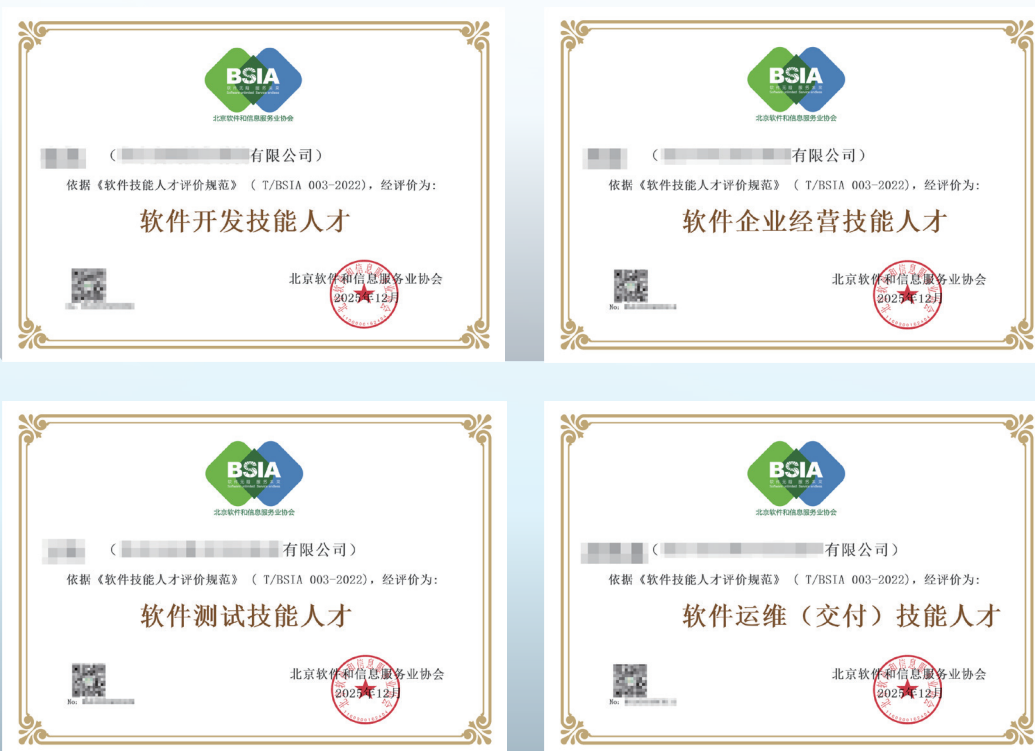 BSIA
北京软件和信息服务业协会
（ 有限公司）
依据《软件技能人才评价规范》（ T/BSIA 003-2022），经评价为：
软件开发技能人才
北京软件和信息服务业协会
2025年12月
BSIA
北京软件和信息服务业协会
（ 有限公司）
依据《软件技能人才评价规范》（ T/BSIA 003-2022），经评价为：
软件企业经营技能人才
No:
北京软件和信息服务业协会
2025年12月
BSIA
北京软件和信息服务业协会
（ 有限公司）
依据《软件技能人才评价规范》（ T/BSIA 003-2022），经评价为：
软件测试技能人才
No:
北京软件和信息服务业协会
2025年12月
BSIA
北京软件和信息服务业协会
（ 有限公司）
依据《软件技能人才评价规范》（ T/BSIA 003-2022），经评价为：
软件运维（交付）技能人才
No:
北京软件和信息服务业协会
2025年12月